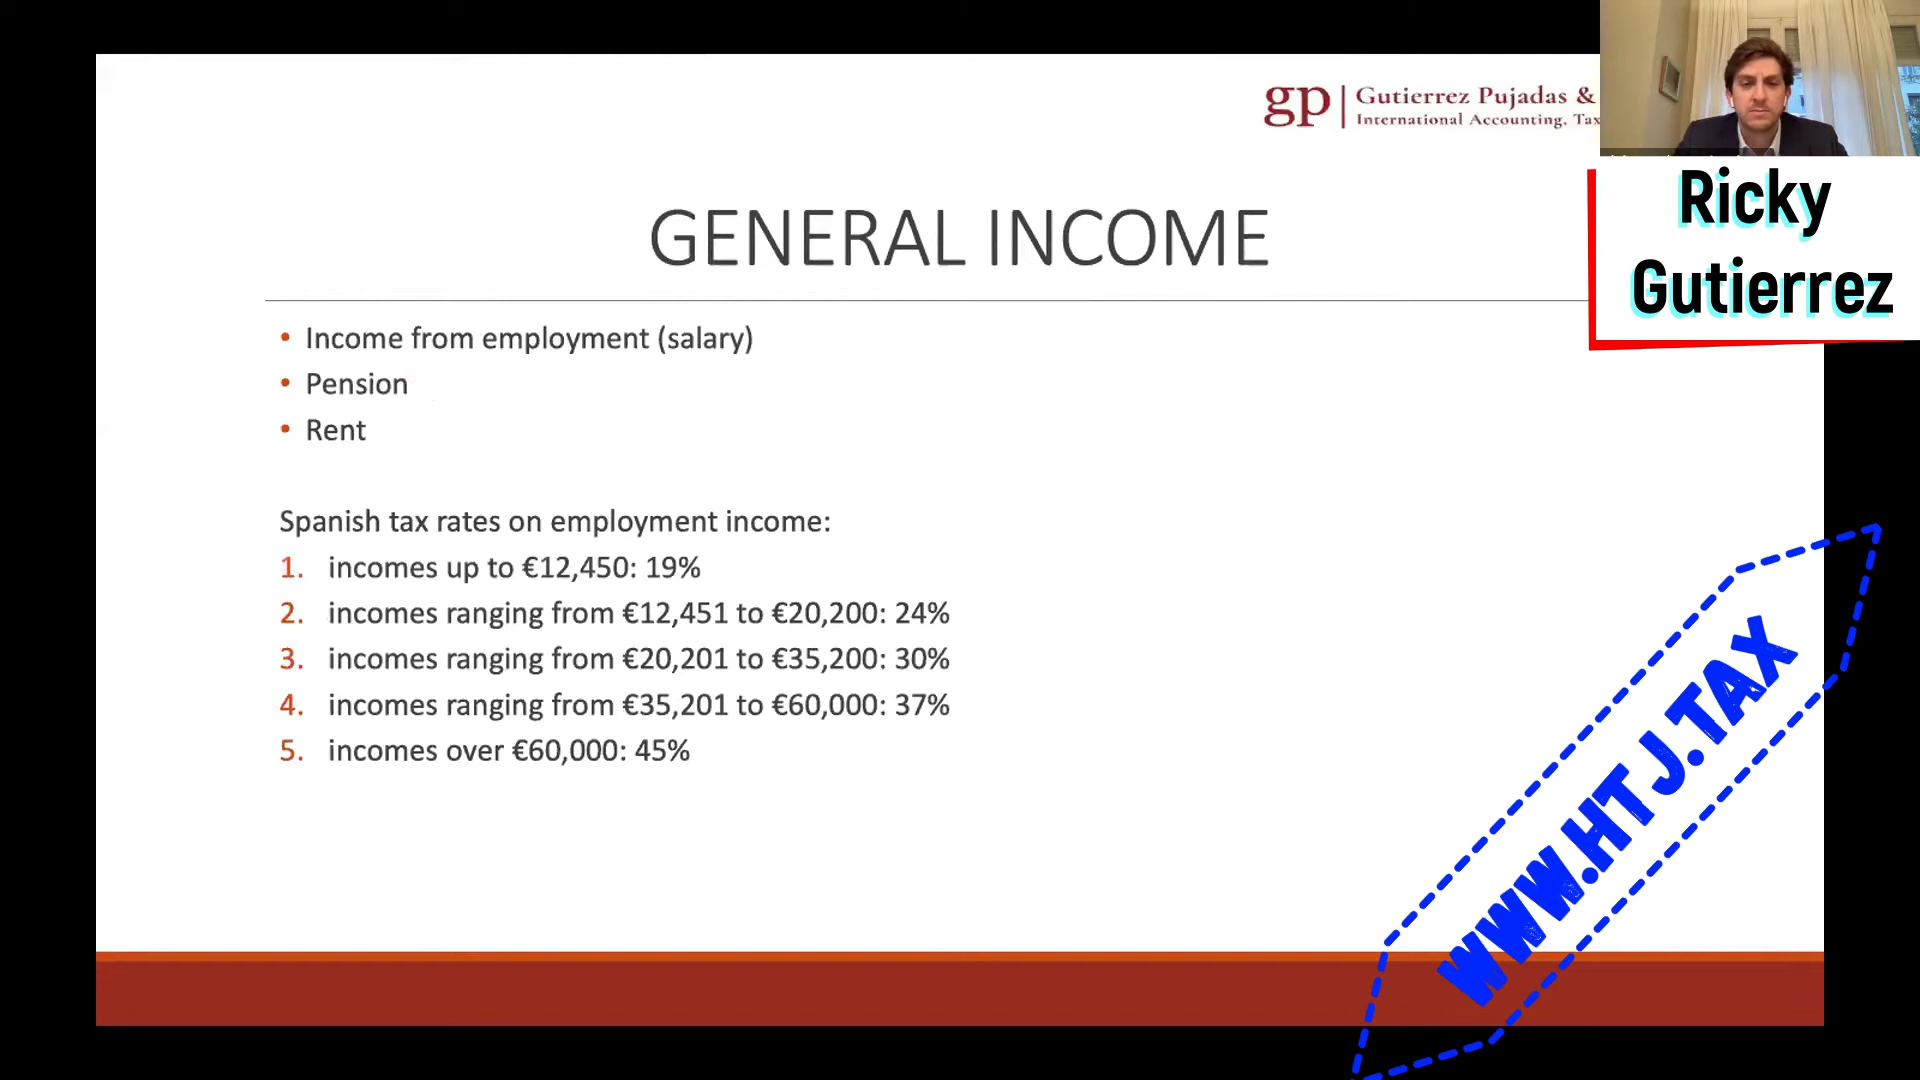 gp Gutierrez Pujadas &
International Accounting. Tax
Ricky
Gutierrez
GENERAL INCOME
• Income from employment (salary)
• Pension
• Rent
Spanish tax rates on employment income:
1. incomes up to €12,450: 19%
2. incomes ranging from €12,451 to €20,200: 24%
3. incomes ranging from €20,201 to €35,200: 30%
4. incomes ranging from €35,201 to €60,000: 37%
5. incomes over €60,000: 45%
WWW.HTJ.TAX